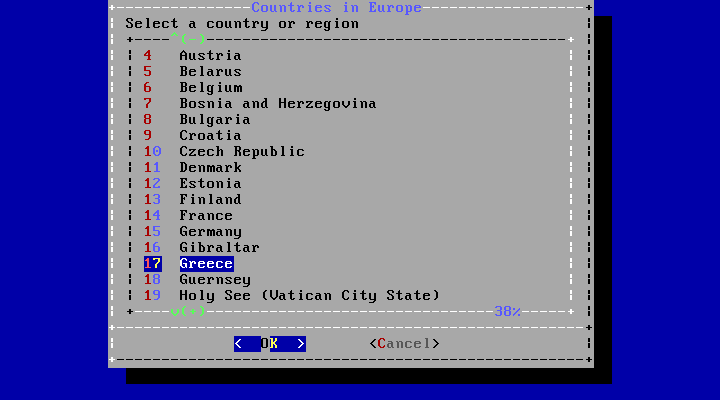 Countries in Europe
Select a country or region
^(-)
4 Austria
5 Belarus
6 Belgium
7 Bosnia and Herzegovina
8 Bulgaria
9 Croatia
10 Czech Republic
11 Denmark
12 Estonia
13 Finland
14 France
15 Germany
16 Gibraltar
17 Greece
18 Guernsey
19 Holy See (Vatican City State)
v(+) 38%
< OK > <Cancel>